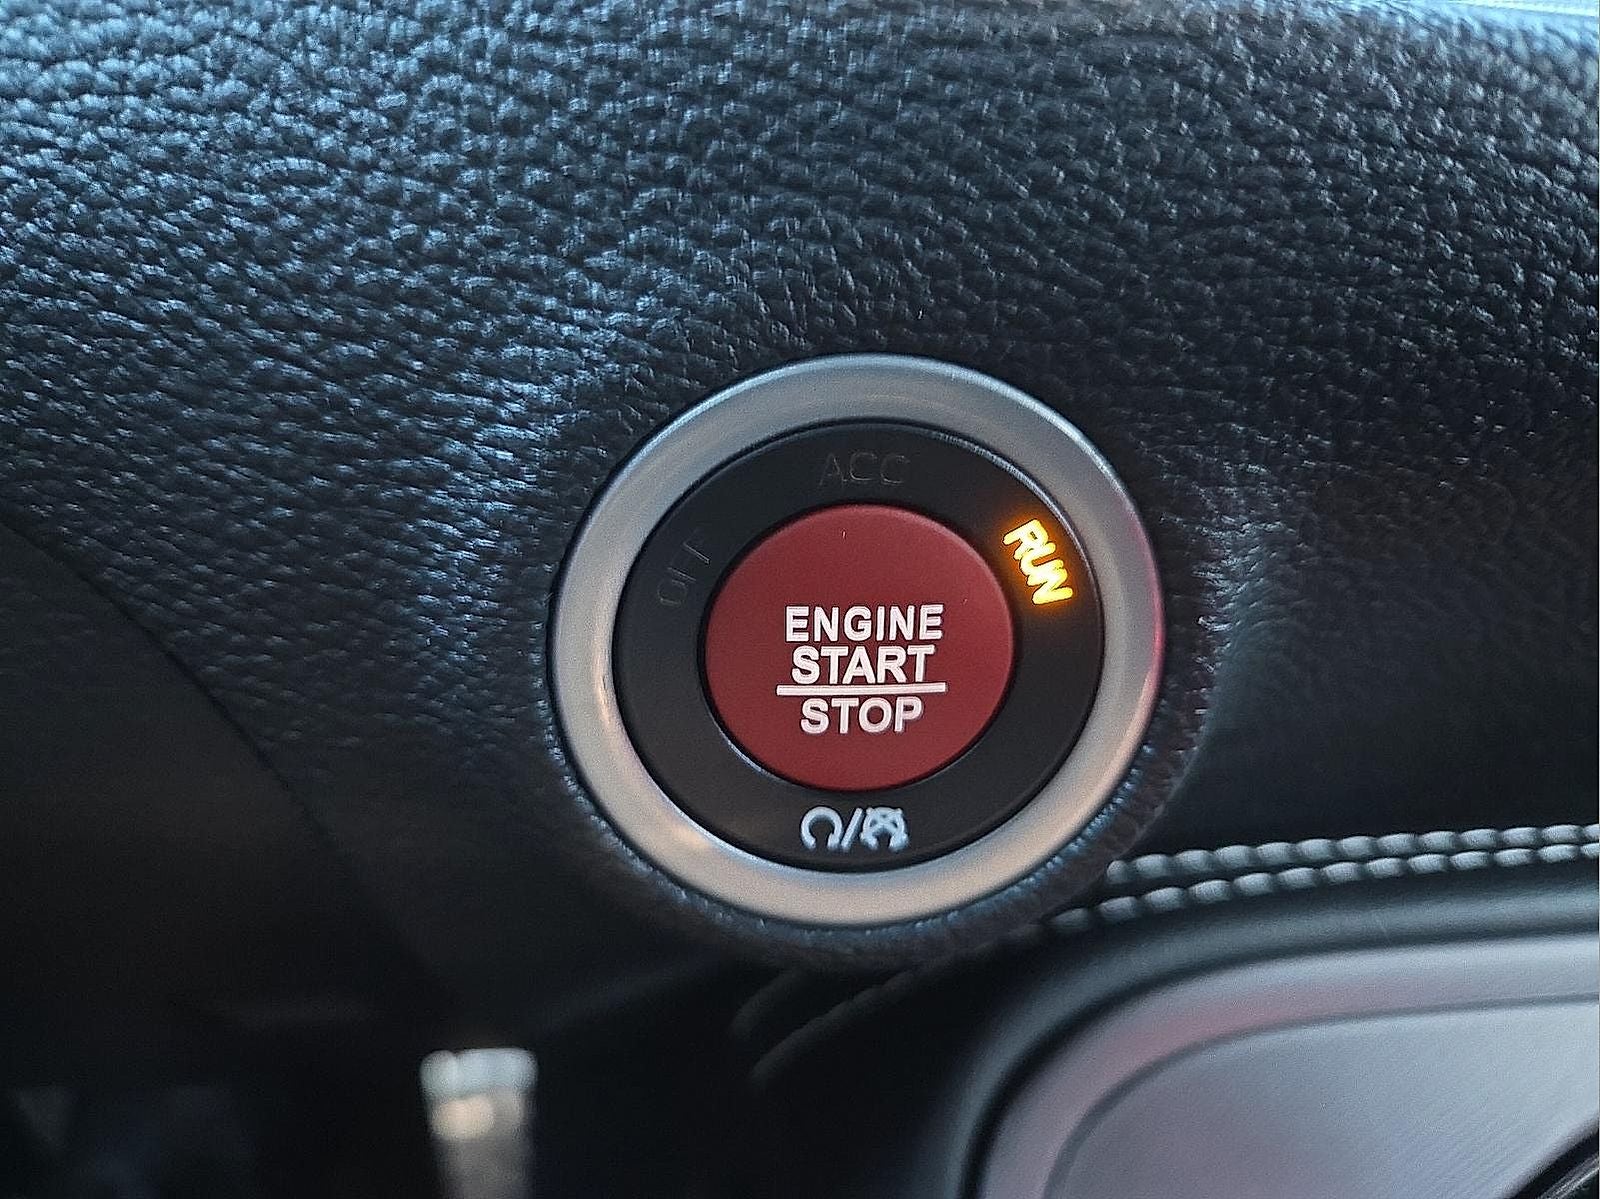 ACC
OFF
RUN
ENGINE
START
STOP